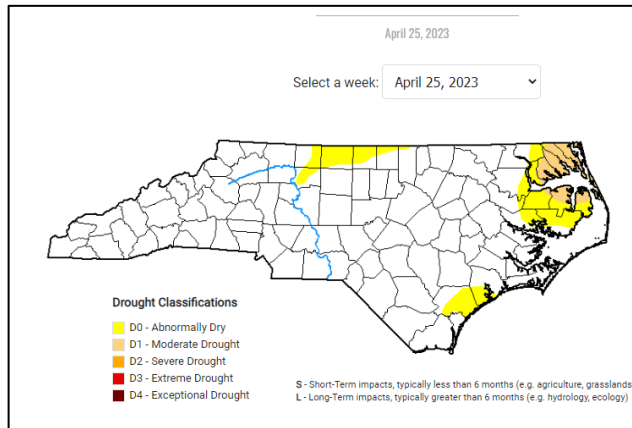 April 25, 2023
Select a week: April 25, 2023
Drought Classifications
D0 - Abnormally Dry
D1 - Moderate Drought
D2 - Severe Drought
D3 - Extreme Drought
D4 - Exceptional Drought
S - Short-Term impacts, typically less than 6 months (e.g. agriculture, grasslands
L - Long-Term impacts, typically greater than 6 months (e.g. hydrology, ecology)